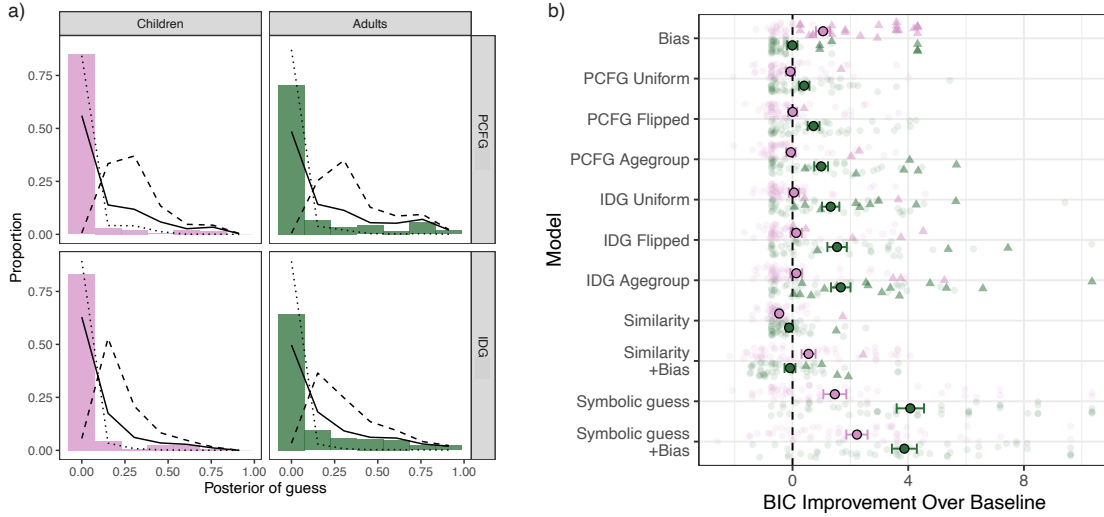 a)
Children
Adults
PCFG
IDG
0.75
0.50
0.25
0.00
0.75
0.50
0.25
0.00
Proportion
0.00 0.25 0.50 0.75 1.00
0.00 0.25 0.50 0.75 1.00
Posterior of guess
b)
Model
Bias
PCFG Uniform
PCFG Flipped
PCFG Agegroup
IDG Uniform
IDG Flipped
IDG Agegroup
Similarity
Similarity
+Bias
Symbolic guess
Symbolic guess
+Bias
0 4 8
BIC Improvement Over Baseline